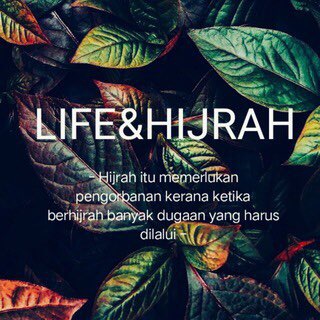 LIFE&HIJRAH
- Hijrah itu memerlukan
pengorbanan kerana ketika
berhijrah banyak dugaan yang harus
dilalui -